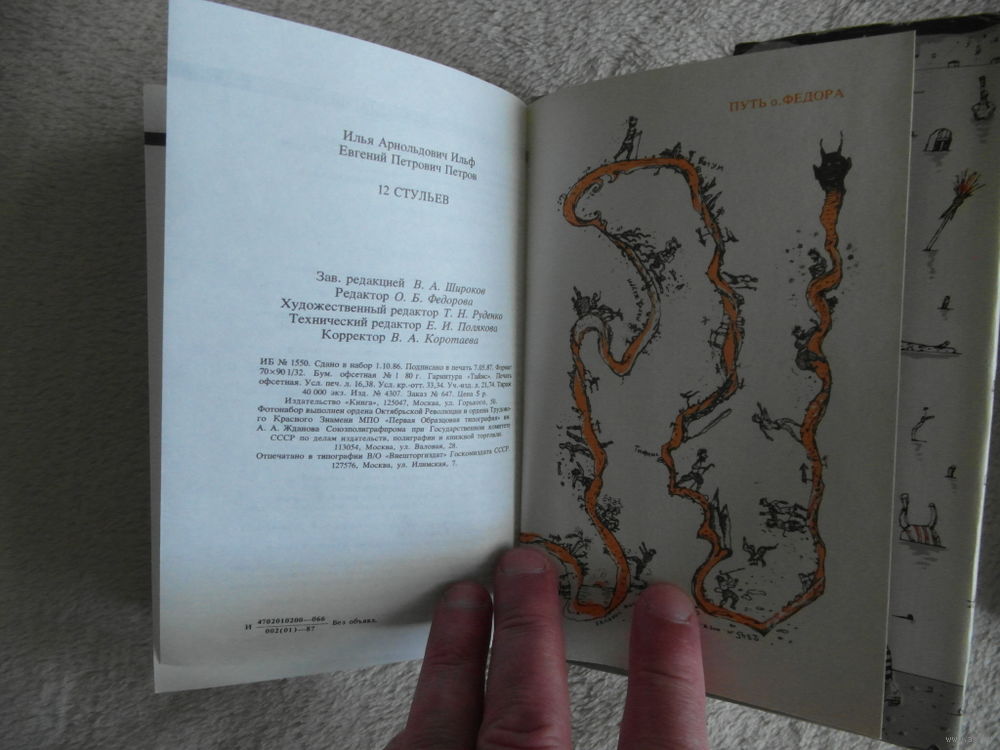 Илья Арнольдович Ильф
Евгений Петрович Петров
12 СТУЛЬЕВ
Зав. редакцией В. А. Широков
Редактор О. Б. Федорова
Художественный редактор Т. Н. Руденко
Технический редактор Е. И. Полякова
Корректор В. А. Коротаева
ИБ № 1550. Сдано в набор 1.10.86. Подписано в печать 7.05.87. Формат
70×90 1/32. Бум. офсетная № 1 80 г. Гарнитура «Таймс». Печать
офсетная. Усл. печ. л. 16,38. Усл. кр.-отт. 33,34. Уч.-изд. л. 21,74. Тираж
40 000 экз. Изд. № 4307. Заказ № 647. Цена 5 р.
Издательство «Книга», 125047, Москва, ул. Горького, 50.
Фотонабор выполнен ордена Октябрьской Революции и ордена Трудово-
го Красного Знамени МПО «Первая Образцовая типография» им.
А. А. Жданова Союзполиграфпрома при Государственном комитете
СССР по делам издательств, полиграфии и книжной торговли.
113054, Москва, ул. Валовая, 28.
Отпечатано в типографии В/О «Внешторгиздат» Госкомиздата СССР.
127576, Москва, ул. Илимская, 7.
И 4702010200—066
002(01)—87 Без объявл.
ПУТЬ о. ФЕДОРА